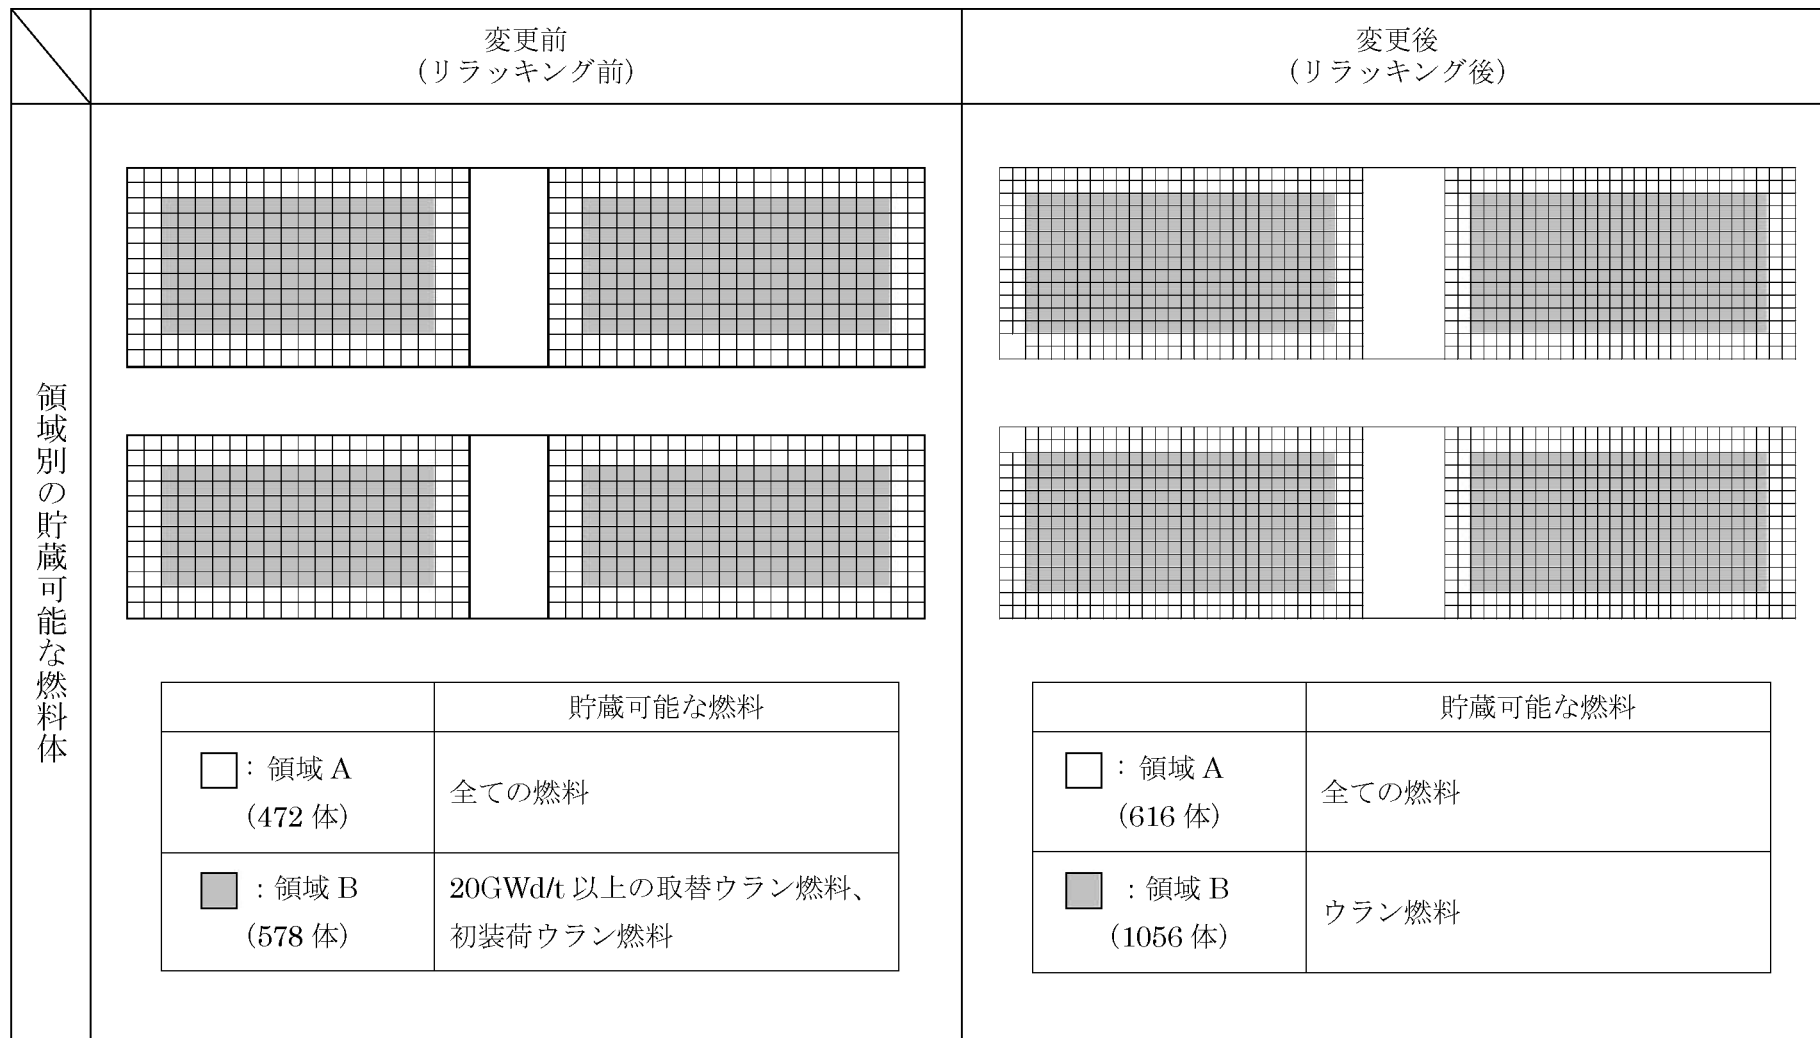 変更前
(リラッキング前)
変更後
(リラッキング後)
領域別の貯蔵可能な燃料体
貯蔵可能な燃料
：領域 A
(472 体)
全ての燃料
：領域 B
(578 体)
20GWd/t 以上の取替ウラン燃料、
初装荷ウラン燃料
貯蔵可能な燃料
：領域 A
(616 体)
全ての燃料
：領域 B
(1056 体)
ウラン燃料